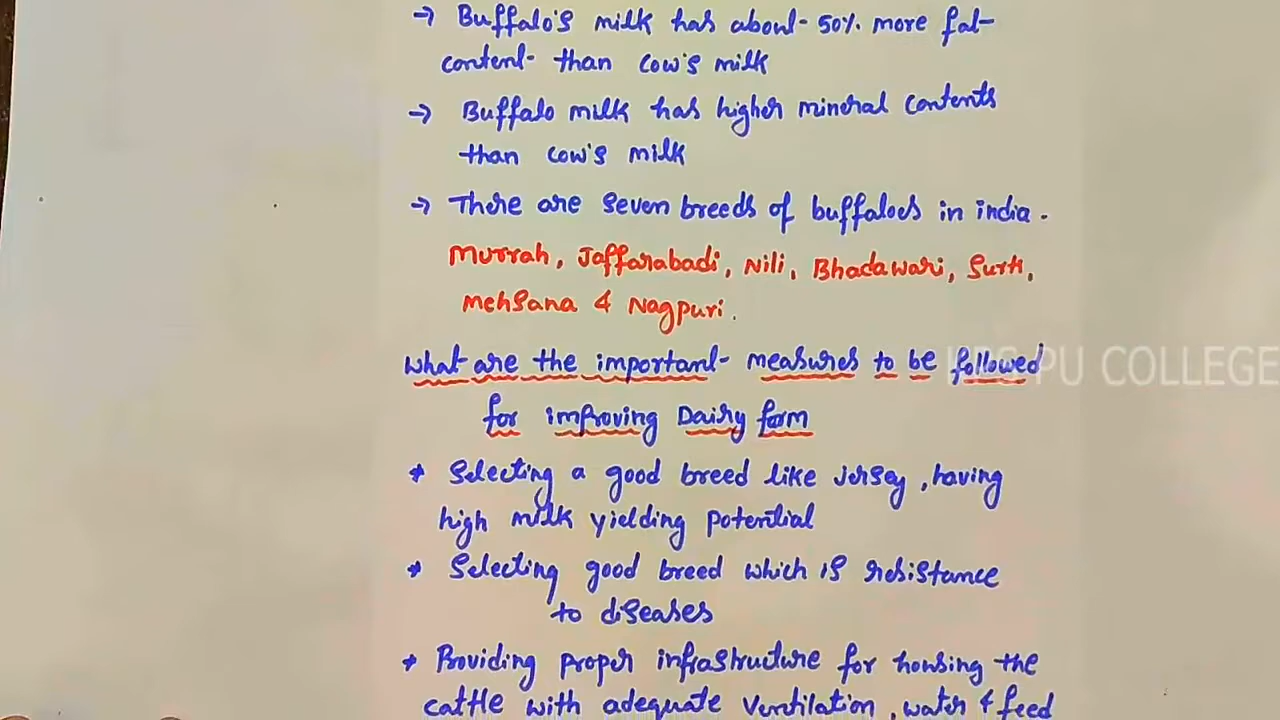 → Buffalo's milk has about 50% more fat
content than cow's milk
→ Buffalo milk has higher mineral contents
than cow's milk
→ There are seven breeds of buffaloes in india.
Murrah, Jaffarabadi, Nili, Bhadawari, Surti,
Mehsana & Nagpuri.
What are the important measures to be followed
for improving Dairy farm
* Selecting a good breed like jersey, having
high milk yielding potential
* Selecting good breed which is resistance
to diseases
* Providing proper infrastructure for housing the
cattle with adequate ventilation, water & feed
PU COLLEGE